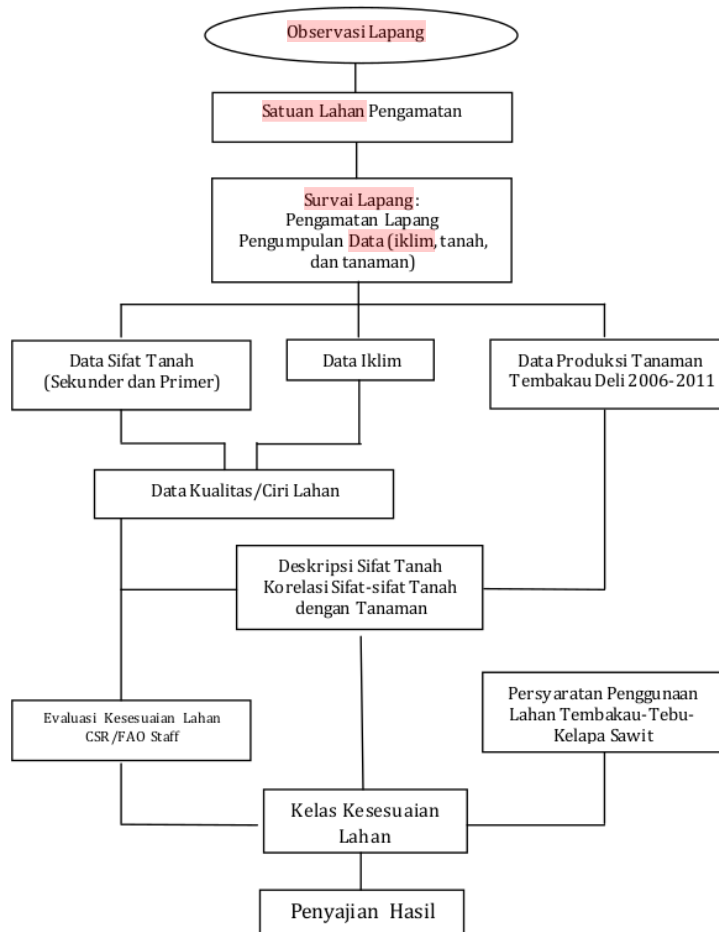 Observasi Lapang
Satuan Lahan Pengamatan
Survai Lapang:
Pengamatan Lapang
Pengumpulan Data (iklim, tanah,
dan tanaman)
Data Sifat Tanah
(Sekunder dan Primer)
Data Iklim
Data Produksi Tanaman
Tembakau Deli 2006-2011
Data Kualitas/Ciri Lahan
Deskripsi Sifat Tanah
Korelasi Sifat-sifat Tanah
dengan Tanaman
Evaluasi Kesesuaian Lahan
CSR/FAO Staff
Persyaratan Penggunaan
Lahan Tembakau-Tebu-
Kelapa Sawit
Kelas Kesesuaian
Lahan
Penyajian Hasil